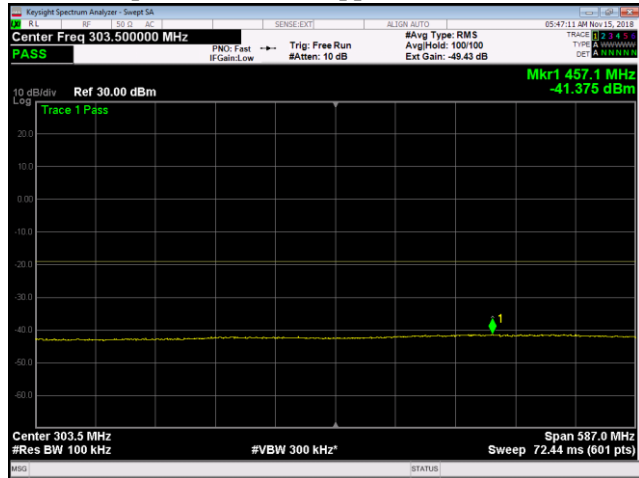 Keysight Spectrum Analyzer - Swept SA
RL RF 50 Ω AC SENSE:EXT ALIGN AUTO 05:47:11 AM Nov 15, 2018
Center Freq 303.500000 MHz #Avg Type: RMS TRACE 1 2 3 4 5 6
PASS PNO: Fast Trig: Free Run Avg|Hold: 100/100 TYPE A WWWWW
IFGain:Low #Atten: 10 dB Ext Gain: -49.43 dB DET A NNNNN
Mkr1 457.1 MHz
10 dB/div Ref 30.00 dBm -41.375 dBm
Log
Trace 1 Pass
20.0
10.0
0.00
-10.0
-20.0
-30.0
1
-40.0
-50.0
-60.0
Center 303.5 MHz Span 587.0 MHz
#Res BW 100 kHz #VBW 300 kHz* Sweep 72.44 ms (601 pts)
MSG STATUS